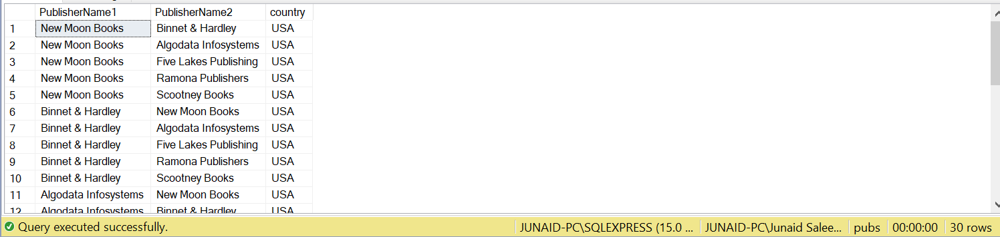 PublisherName1 PublisherName2 country
1 New Moon Books Binnet & Hardley USA
2 New Moon Books Algodata Infosystems USA
3 New Moon Books Five Lakes Publishing USA
4 New Moon Books Ramona Publishers USA
5 New Moon Books Scootney Books USA
6 Binnet & Hardley New Moon Books USA
7 Binnet & Hardley Algodata Infosystems USA
8 Binnet & Hardley Five Lakes Publishing USA
9 Binnet & Hardley Ramona Publishers USA
10 Binnet & Hardley Scootney Books USA
11 Algodata Infosystems New Moon Books USA
12 Algodata Infosystems Binnet & Hardley USA
Query executed successfully. JUNAID-PC\SQLEXPRESS (15.0 ... JUNAID-PC\Junaid Salee... pubs 00:00:00 30 rows